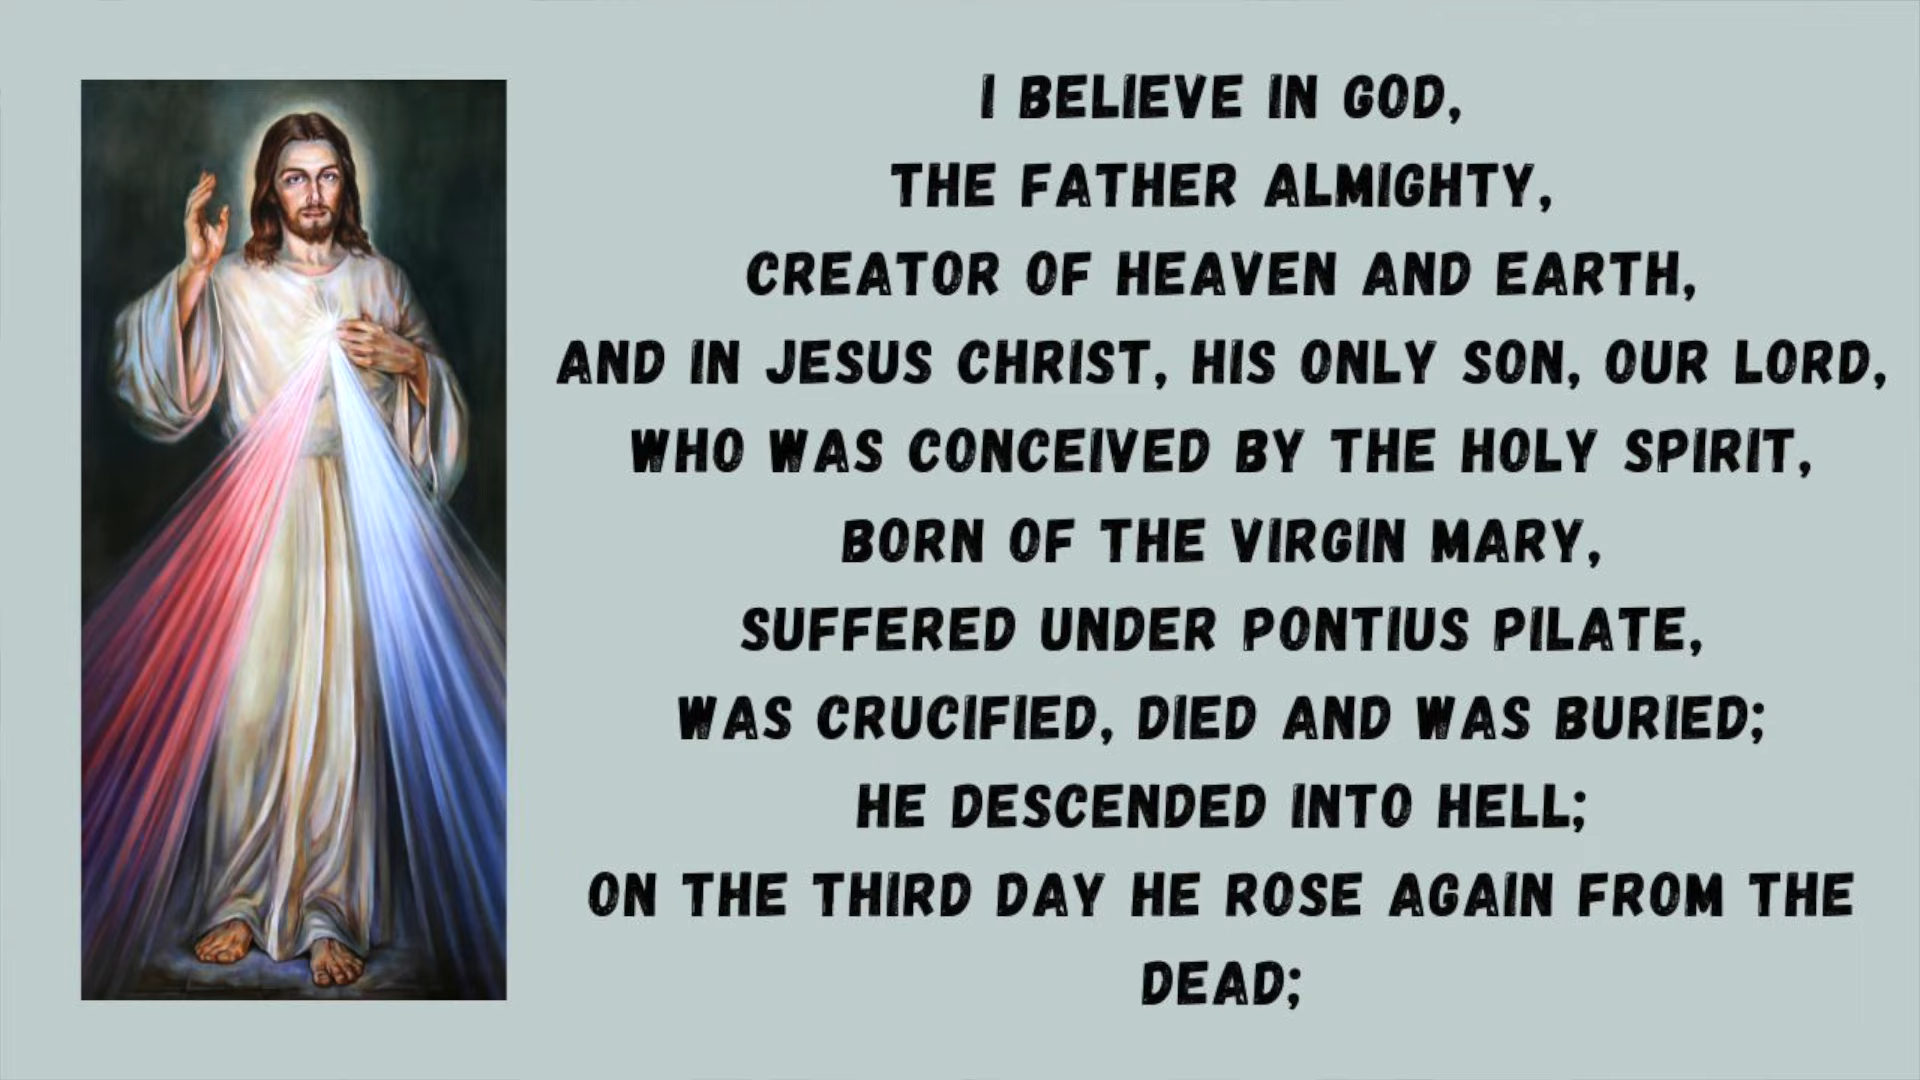 I BELIEVE IN GOD,
THE FATHER ALMIGHTY,
CREATOR OF HEAVEN AND EARTH,
AND IN JESUS CHRIST, HIS ONLY SON, OUR LORD,
WHO WAS CONCEIVED BY THE HOLY SPIRIT,
BORN OF THE VIRGIN MARY,
SUFFERED UNDER PONTIUS PILATE,
WAS CRUCIFIED, DIED AND WAS BURIED;
HE DESCENDED INTO HELL;
ON THE THIRD DAY HE ROSE AGAIN FROM THE
DEAD;